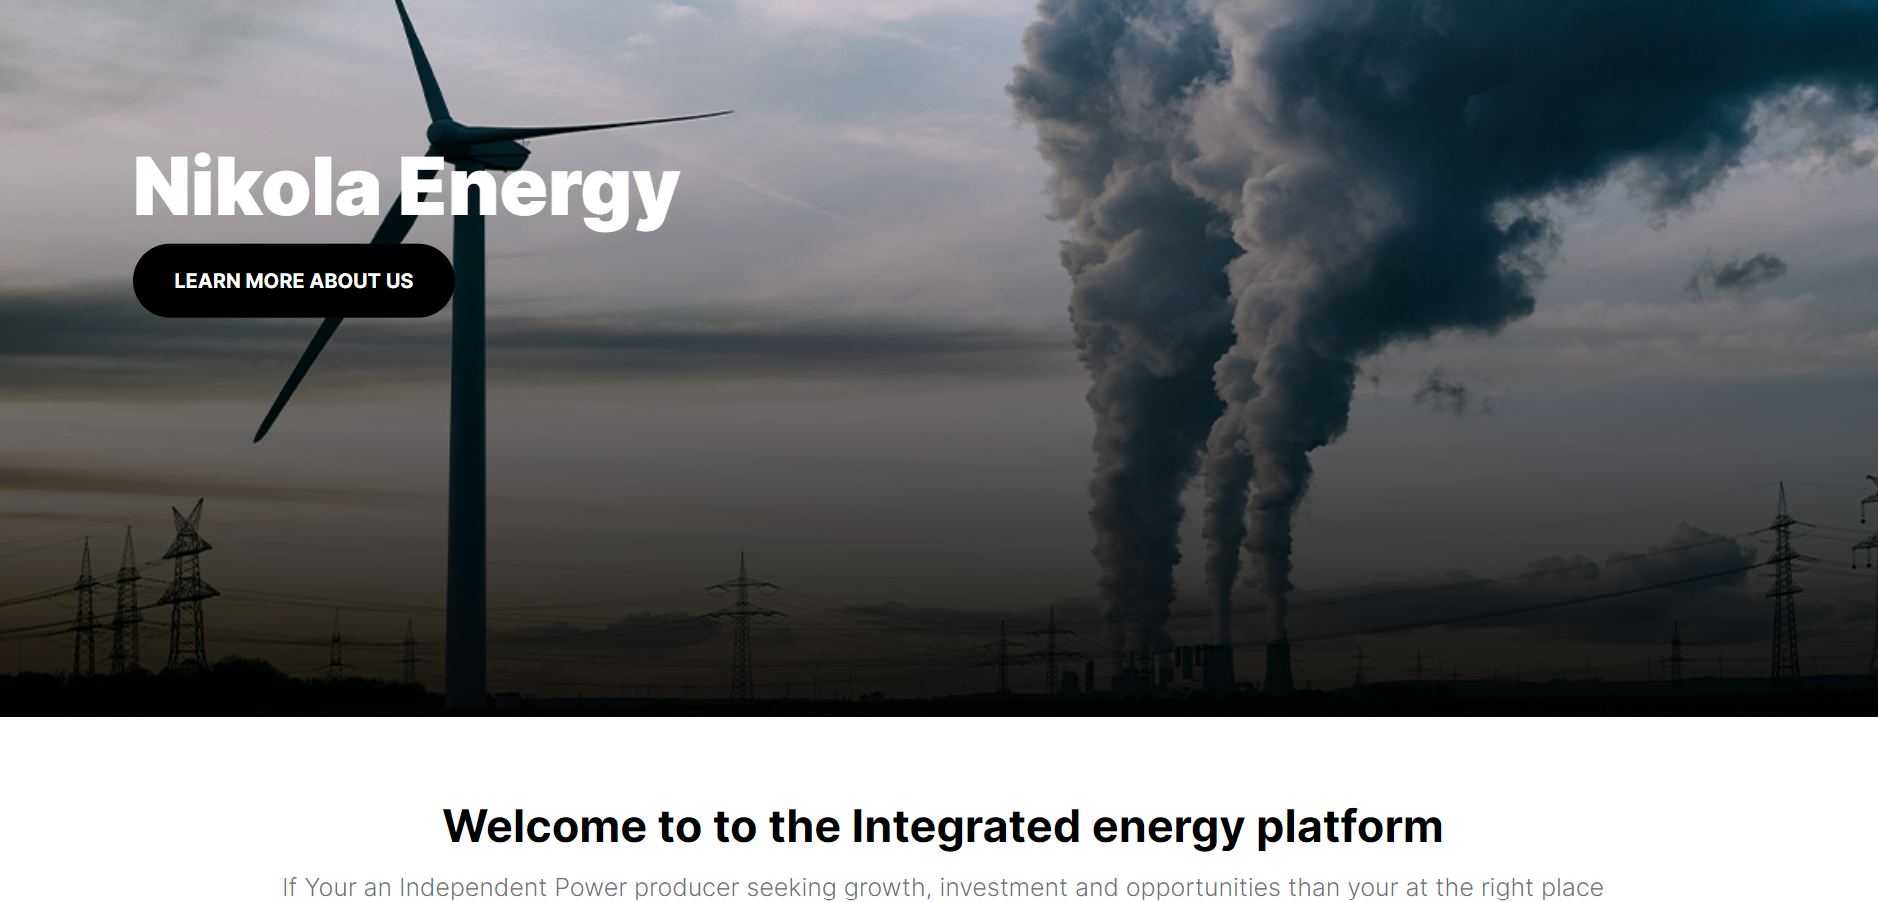 Nikola Energy
LEARN MORE ABOUT US
Welcome to to the Integrated energy platform
If Your an Independent Power producer seeking growth, investment and opportunities than your at the right place